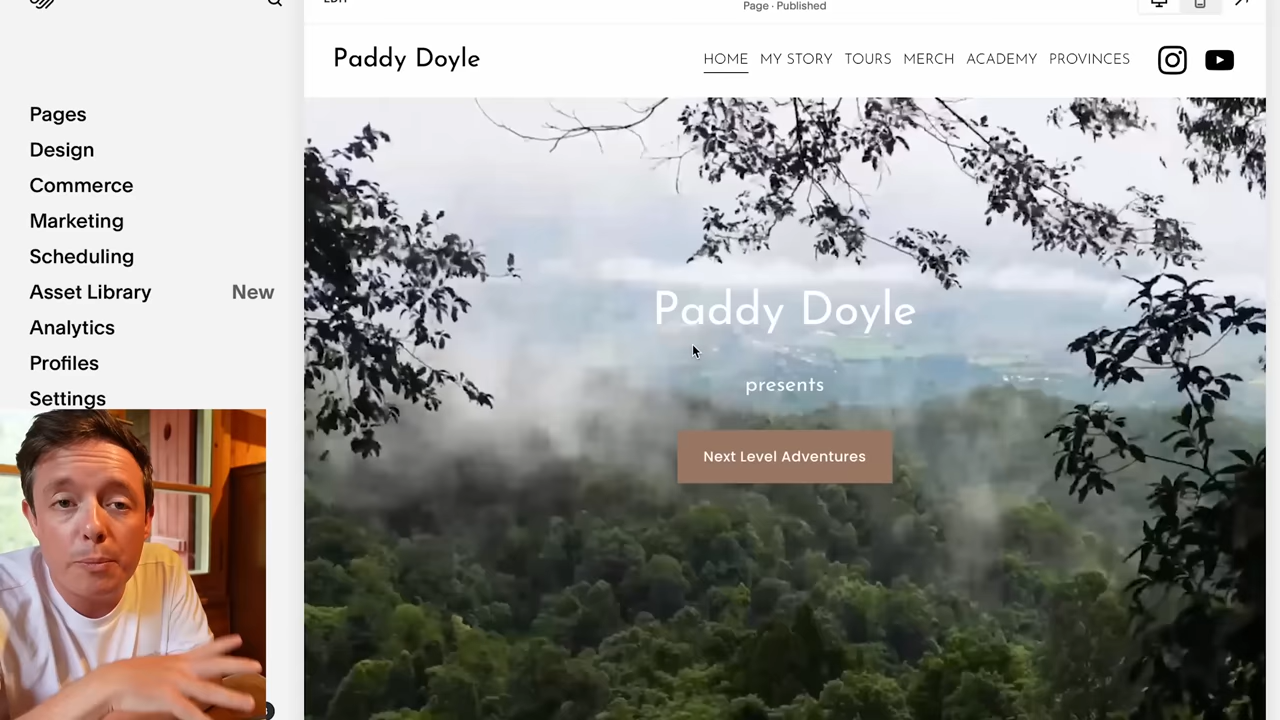 Page · Published
Paddy Doyle
HOME MY STORY TOURS MERCH ACADEMY PROVINCES
Pages
Design
Commerce
Marketing
Scheduling
Asset Library New
Analytics
Profiles
Settings
Paddy Doyle
presents
Next Level Adventures